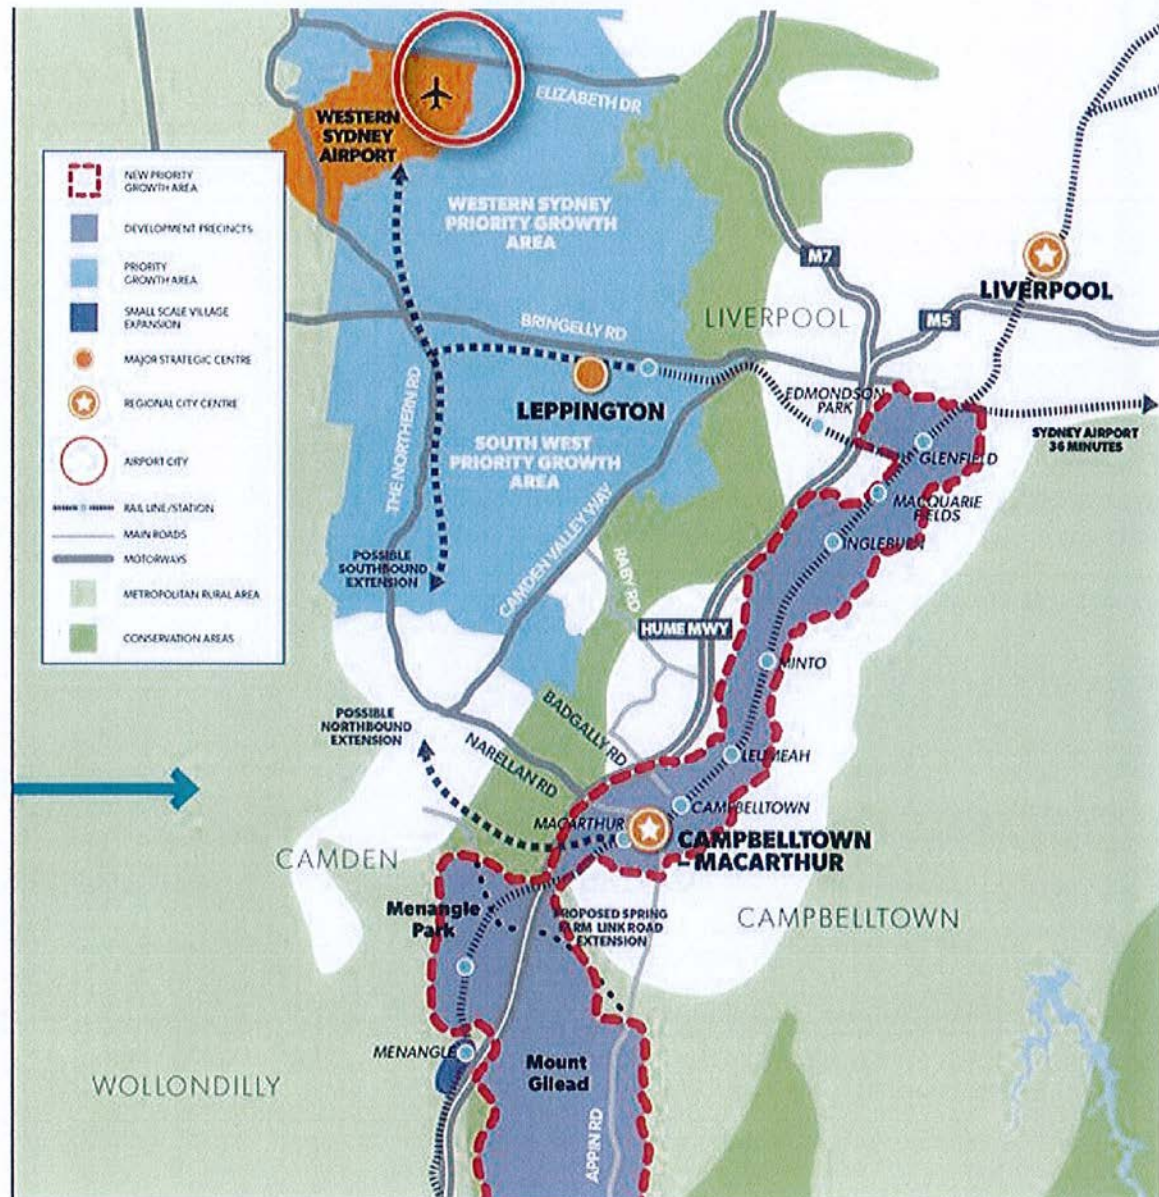 ELIZABETH DR
WESTERN
SYDNEY
AIRPORT
NEW PRIORITY
GROWTH AREA
DEVELOPMENT PRECINCTS
PRIORITY
GROWTH AREA
SMALL SCALE VILLAGE
EXPANSION
MAJOR STRATEGIC CENTRE
REGIONAL CITY CENTRE
AIRPORT CITY
RAIL LINE/STATION
MAIN ROADS
MOTORWAYS
METROPOLITAN RURAL AREA
CONSERVATION AREAS
WESTERN SYDNEY
PRIORITY GROWTH
AREA
M7
LIVERPOOL
LIVERPOOL
M5
BRINGELLY RD
THE NORTHERN RD
LEPPINGTON
EDMONDSON
PARK
SYDNEY AIRPORT
36 MINUTES
GLENFIELD
SOUTH WEST
PRIORITY GROWTH
AREA
MACQUARIE
FIELDS
INGLEBURN
CAMDEN VALLEY WAY
RABY RD
POSSIBLE
SOUTHBOUND
EXTENSION
HUME MWY
MINTO
POSSIBLE
NORTHBOUND
EXTENSION
BADGALLY RD
NARELLAN RD
LEUMEAH
CAMPBELLTOWN
MACARTHUR
CAMPBELLTOWN
– MACARTHUR
CAMDEN
Menangle
Park
PROPOSED SPRING
FARM LINK ROAD
EXTENSION
CAMPBELLTOWN
MENANGLE
Mount
Gilead
WOLLONDILLY
APPIN RD